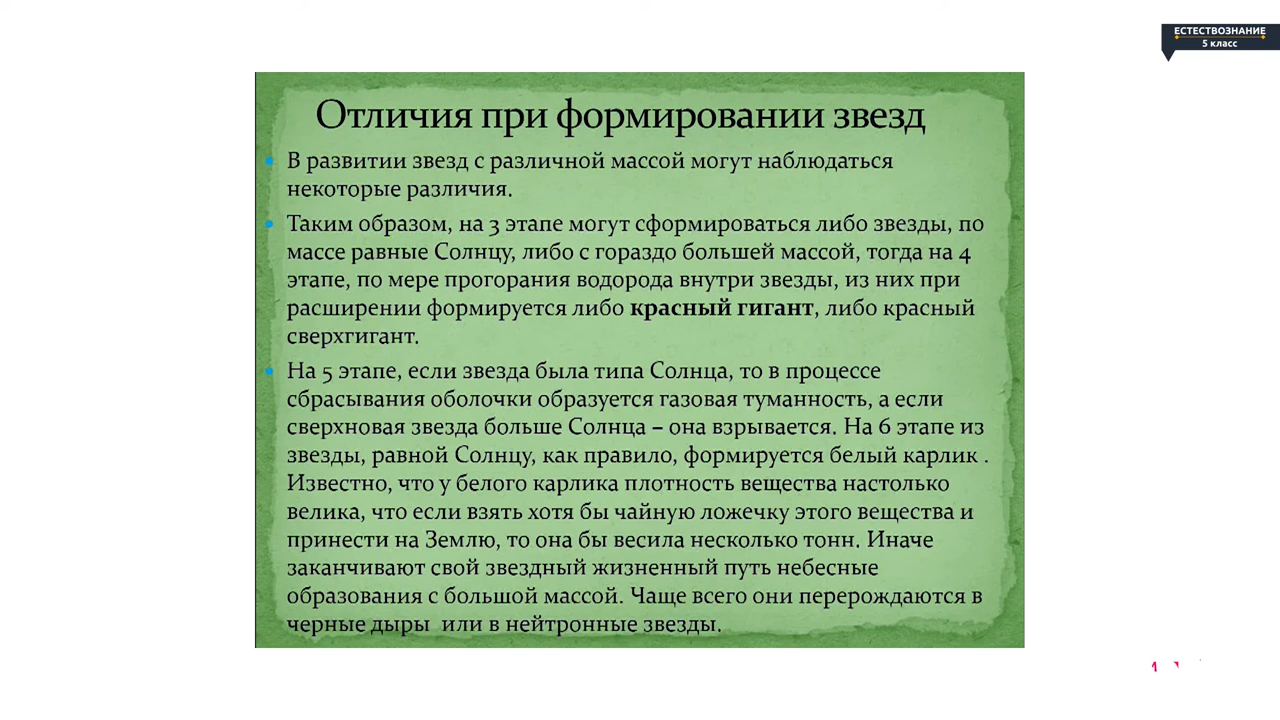 ЕСТЕСТВОЗНАНИЕ
5 класс
Отличия при формировании звезд
В развитии звезд с различной массой могут наблюдаться
некоторые различия.
Таким образом, на 3 этапе могут сформироваться либо звезды, по
массе равные Солнцу, либо с гораздо большей массой, тогда на 4
этапе, по мере прогорания водорода внутри звезды, из них при
расширении формируется либо красный гигант, либо красный
сверхгигант.
На 5 этапе, если звезда была типа Солнца, то в процессе
сбрасывания оболочки образуется газовая туманность, а если
сверхновая звезда больше Солнца – она взрывается. На 6 этапе из
звезды, равной Солнцу, как правило, формируется белый карлик .
Известно, что у белого карлика плотность вещества настолько
велика, что если взять хотя бы чайную ложечку этого вещества и
принести на Землю, то она бы весила несколько тонн. Иначе
заканчивают свой звездный жизненный путь небесные
образования с большой массой. Чаще всего они перерождаются в
черные дыры или в нейтронные звезды.